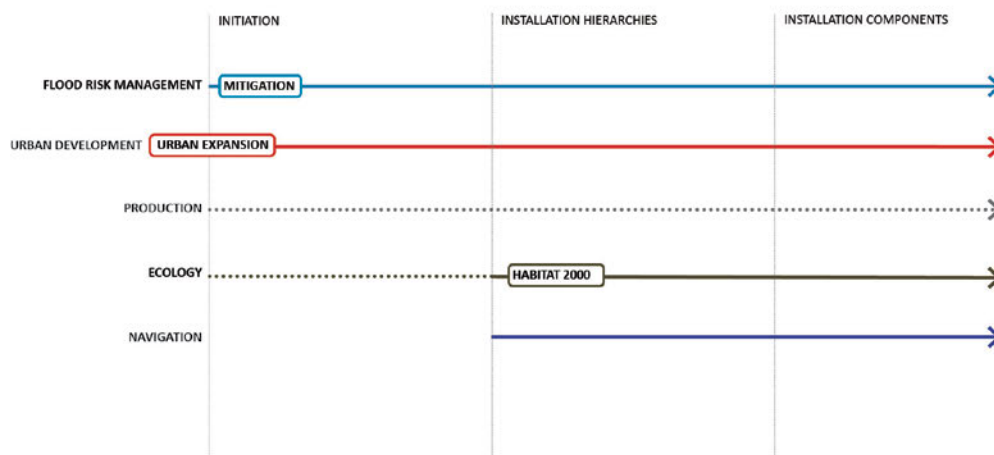 INITIATION
INSTALLATION HIERARCHIES
INSTALLATION COMPONENTS
FLOOD RISK MANAGEMENT
MITIGATION
URBAN DEVELOPMENT
URBAN EXPANSION
PRODUCTION
ECOLOGY
HABITAT 2000
NAVIGATION